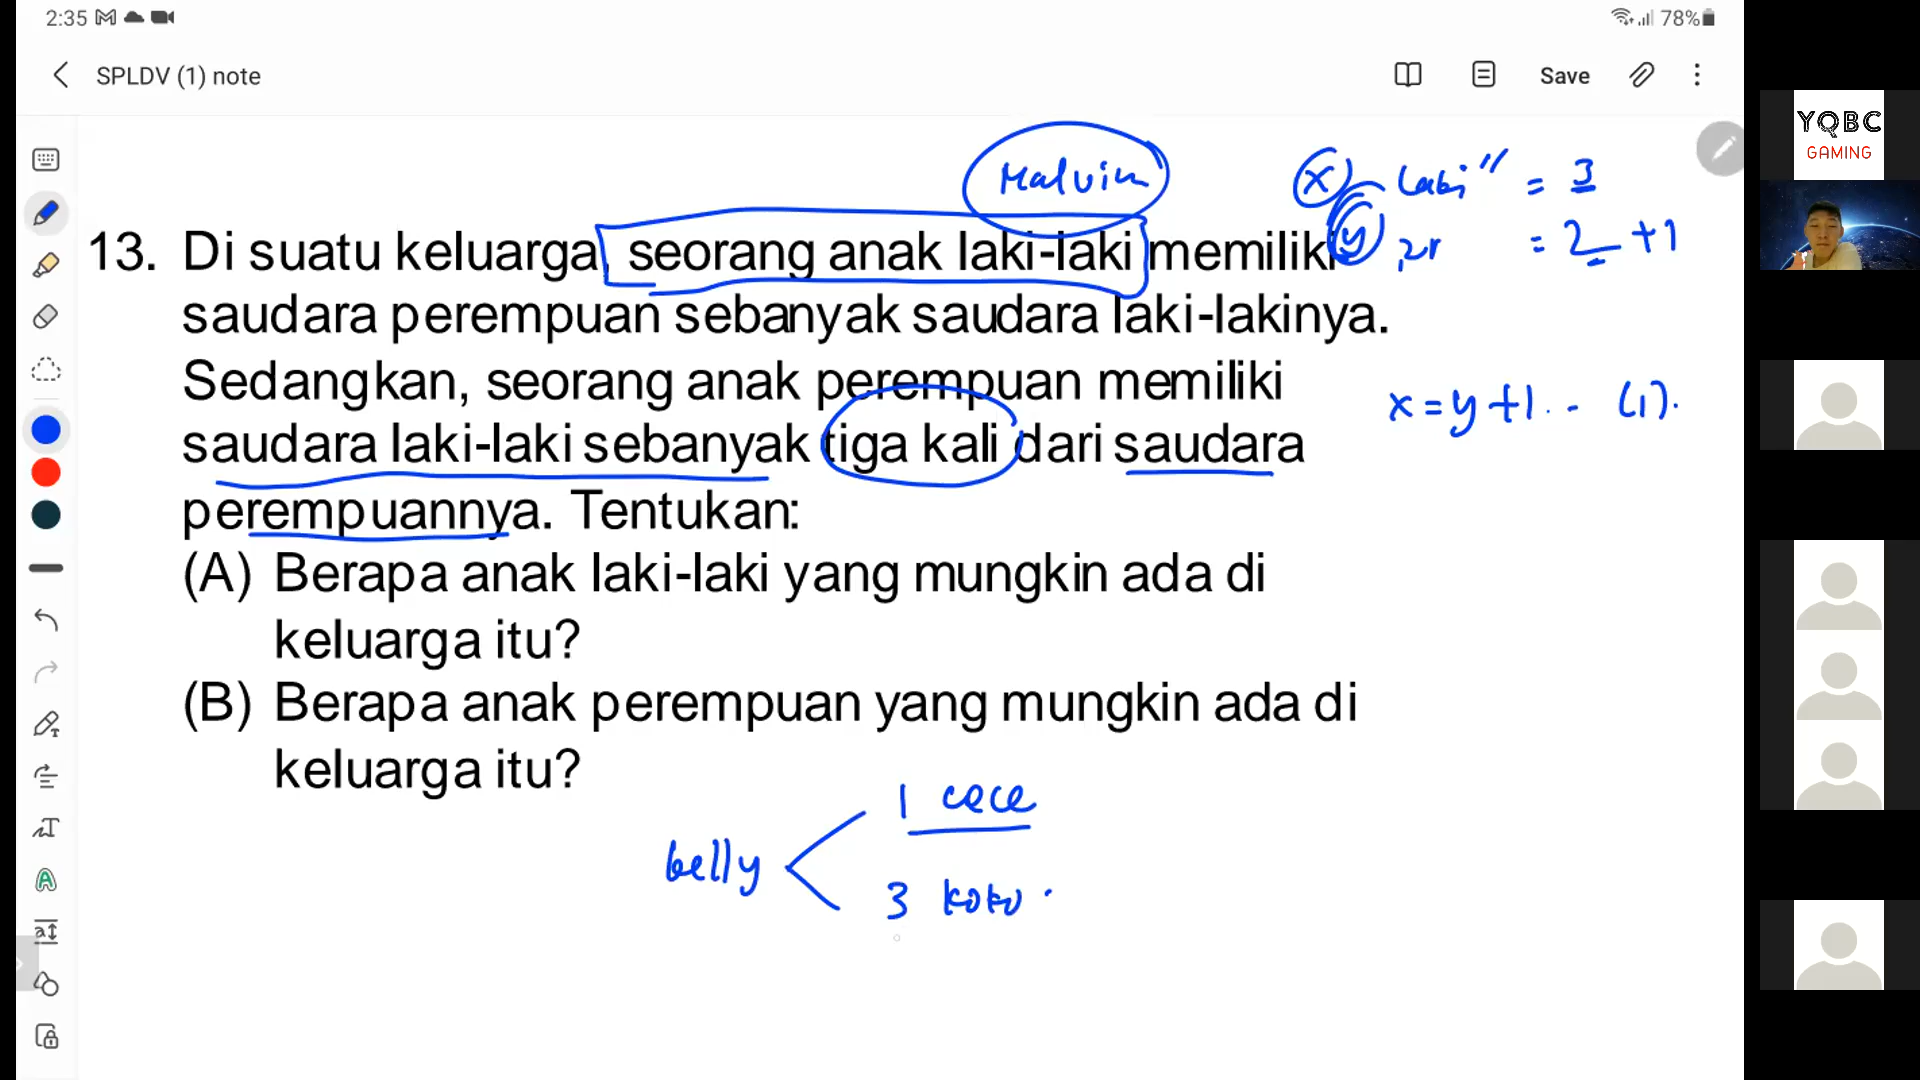 2:35
78%
SPLDV (1) note
Save
YQBC
GAMING
Malvin
x laki" = 3
y pr = 2 + 1
13. Di suatu keluarga, seorang anak laki-laki memiliki
saudara perempuan sebanyak saudara laki-lakinya.
Sedangkan, seorang anak perempuan memiliki
x = y + 1 . . . (1).
saudara laki-laki sebanyak tiga kali dari saudara
perempuannya. Tentukan:
(A) Berapa anak laki-laki yang mungkin ada di
keluarga itu?
(B) Berapa anak perempuan yang mungkin ada di
keluarga itu?
1 cece
belly
3 koko